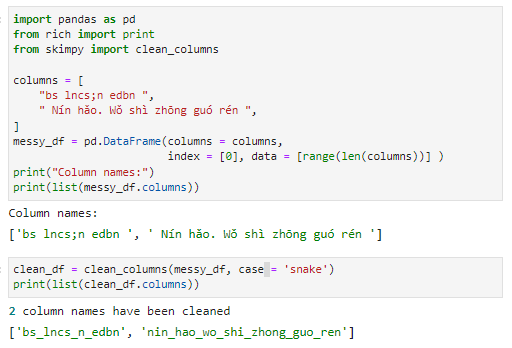 import pandas as pd
from rich import print
from skimpy import clean_columns
columns = [
"bs lncs;n edbn ",
" Nín hǎo. Wǒ shì zhōng guó rén ",
]
messy_df = pd.DataFrame(columns = columns,
index = [0], data = [range(len(columns))] )
print("Column names:")
print(list(messy_df.columns))
Column names:
['bs lncs;n edbn ', ' Nín hǎo. Wǒ shì zhōng guó rén ']
clean_df = clean_columns(messy_df, case = 'snake')
print(list(clean_df.columns))
2 column names have been cleaned
['bs_lncs_n_edbn', 'nin_hao_wo_shi_zhong_guo_ren']